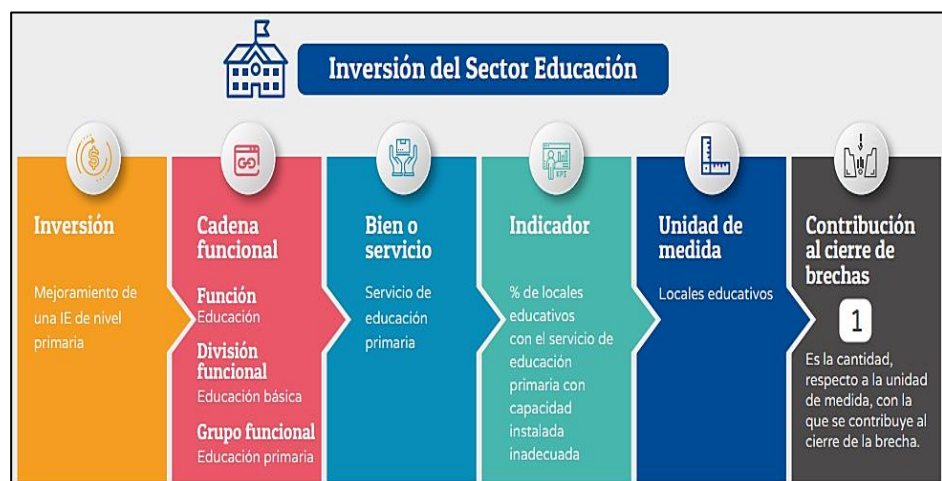 Inversión del Sector Educación
Inversión
Mejoramiento de
una IE de nivel
primaria
Cadena
funcional
Función
Educación
División
funcional
Educación básica
Grupo funcional
Educación primaria
Bien o
servicio
Servicio de
educación
primaria
KPI
Indicador
% de locales
educativos
con el servicio de
educación
primaria con
capacidad
instalada
inadecuada
Unidad de
medida
Locales educativos
Contribución
al cierre de
brechas
1
Es la cantidad,
respecto a la unidad
de medida, con la
que se contribuye al
cierre de la brecha.